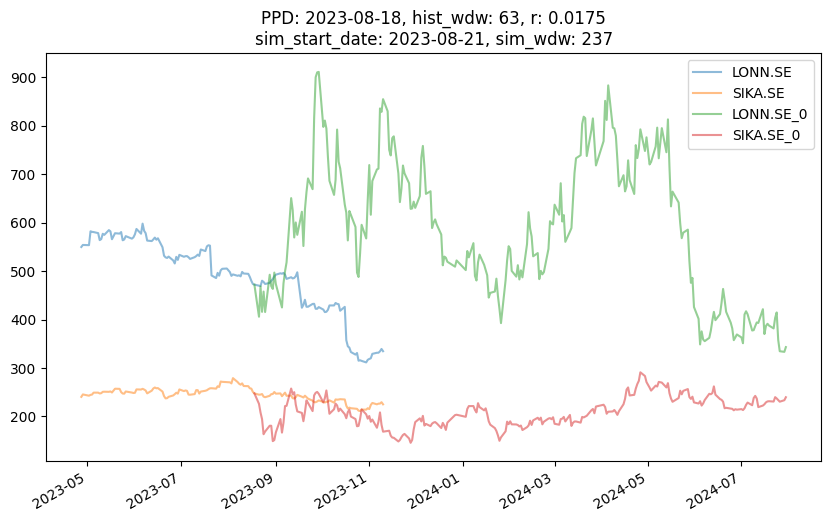 PPD: 2023-08-18, hist_wdw: 63, r: 0.0175
sim_start_date: 2023-08-21, sim_wdw: 237
900
800
700
600
500
400
300
200
LONN.SE
SIKA.SE
LONN.SE_0
SIKA.SE_0
2023-05
2023-07
2023-09
2023-11
2024-01
2024-03
2024-05
2024-07